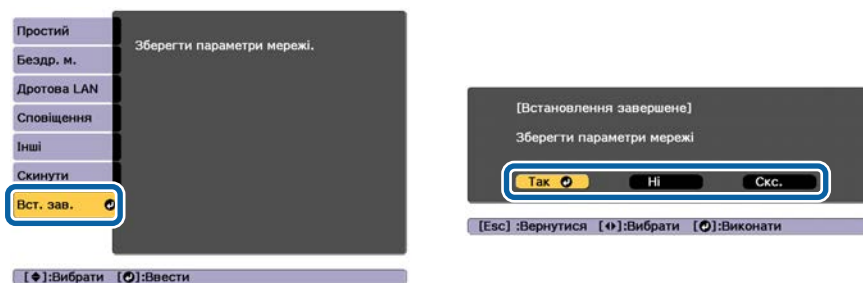 Простий
Бездр. м.
Дротова LAN
Сповіщення
Інші
Скинути
Вст. зав.
Зберегти параметри мережі.
[ ]:Вибрати [ ]:Ввести
[Встановлення завершене]
Зберегти параметри мережі
Так Ні Скс.
[Esc] :Вернутися [ ]:Вибрати [ ]:Виконати